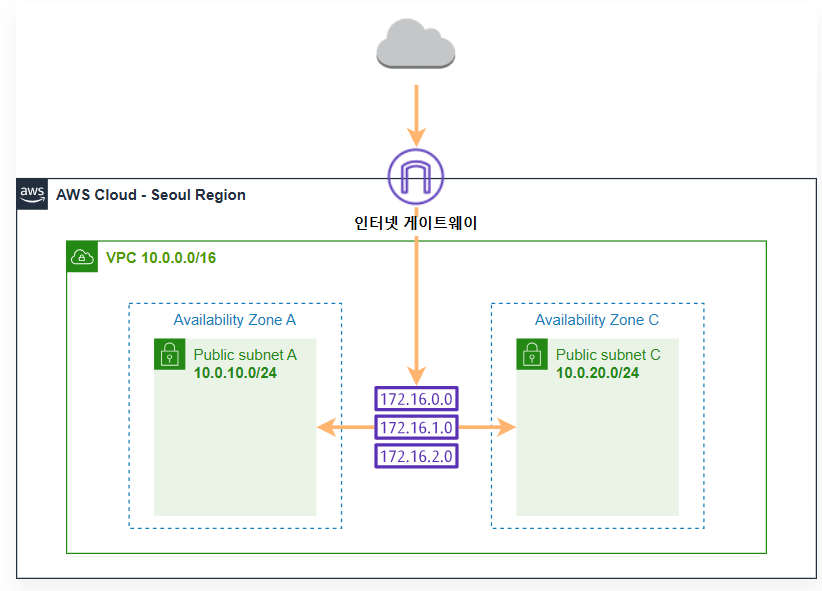 aws
AWS Cloud - Seoul Region
인터넷 게이트웨이
VPC 10.0.0.0/16
Availability Zone A
Public subnet A
10.0.10.0/24
172.16.0.0
172.16.1.0
172.16.2.0
Availability Zone C
Public subnet C
10.0.20.0/24